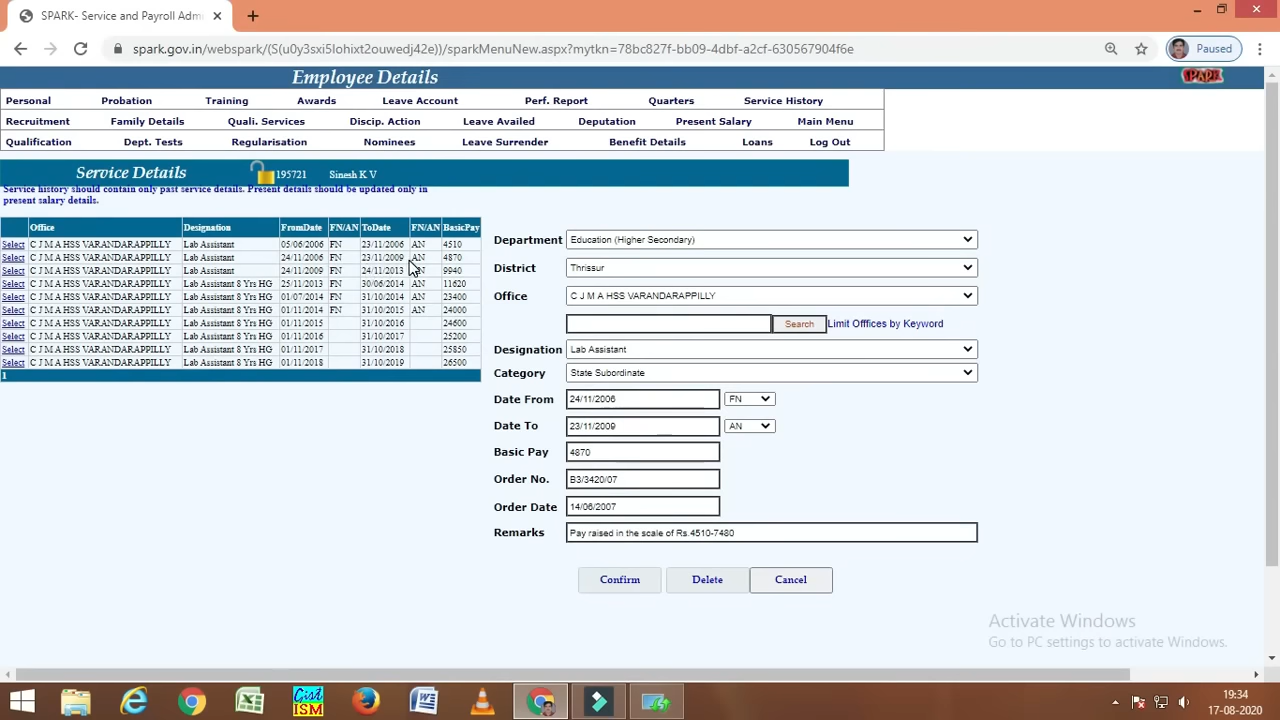 SPARK- Service and Payroll Adm
spark.gov.in/webspark/(S(u0y3sxi5lohixt2ouwedj42e))/sparkMenuNew.aspx?mytkn=78bc827f-bb09-4dbf-a2cf-630567904f6e
Paused
Employee Details
SPARK
Personal Probation Training Awards Leave Account Perf. Report Quarters Service History
Recruitment Family Details Quali. Services Discip. Action Leave Availed Deputation Present Salary Main Menu
Qualification Dept. Tests Regularisation Nominees Leave Surrender Benefit Details Loans Log Out
Service Details 195721 Sinesh K V
Service history should contain only past service details. Present details should be updated only in
present salary details.
Office Designation FromDate FN/AN ToDate FN/AN BasicPay
Select C J M A HSS VARANDARAPPILLY Lab Assistant 05/06/2006 FN 23/11/2006 AN 4510
Select C J M A HSS VARANDARAPPILLY Lab Assistant 24/11/2006 FN 23/11/2009 AN 4870
Select C J M A HSS VARANDARAPPILLY Lab Assistant 24/11/2009 FN 24/11/2013 AN 9940
Select C J M A HSS VARANDARAPPILLY Lab Assistant 8 Yrs HG 25/11/2013 FN 30/06/2014 AN 11620
Select C J M A HSS VARANDARAPPILLY Lab Assistant 8 Yrs HG 01/07/2014 FN 31/10/2014 AN 23400
Select C J M A HSS VARANDARAPPILLY Lab Assistant 8 Yrs HG 01/11/2014 FN 31/10/2015 AN 24000
Select C J M A HSS VARANDARAPPILLY Lab Assistant 8 Yrs HG 01/11/2015 31/10/2016 24600
Select C J M A HSS VARANDARAPPILLY Lab Assistant 8 Yrs HG 01/11/2016 31/10/2017 25200
Select C J M A HSS VARANDARAPPILLY Lab Assistant 8 Yrs HG 01/11/2017 31/10/2018 25850
Select C J M A HSS VARANDARAPPILLY Lab Assistant 8 Yrs HG 01/11/2018 31/10/2019 26500
1
Department Education (Higher Secondary)
District Thrissur
Office C J M A HSS VARANDARAPPILLY
Search Limit Offfices by Keyword
Designation Lab Assistant
Category State Subordinate
Date From 24/11/2006 FN
Date To 23/11/2009 AN
Basic Pay 4870
Order No. B3/3420/07
Order Date 14/06/2007
Remarks Pay raised in the scale of Rs.4510-7480
Confirm Delete Cancel
Activate Windows
Go to PC settings to activate Windows.
Gist
ISM
19:34
17-08-2020